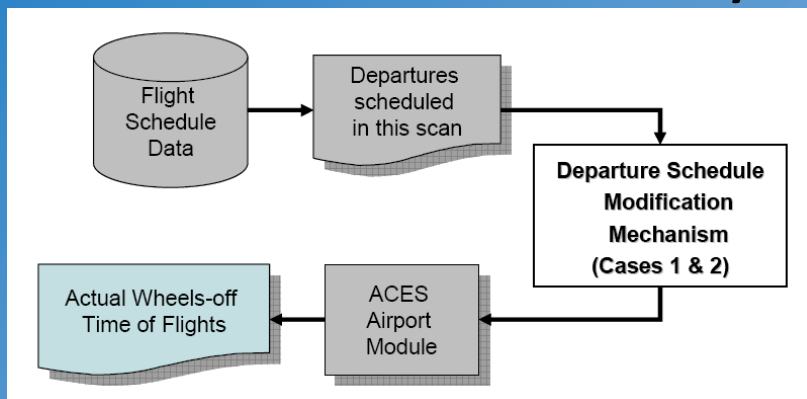 Flight
Schedule
Data
Departures
scheduled
in this scan
Departure Schedule
Modification
Mechanism
(Cases 1 & 2)
Actual Wheels-off
Time of Flights
ACES
Airport
Module